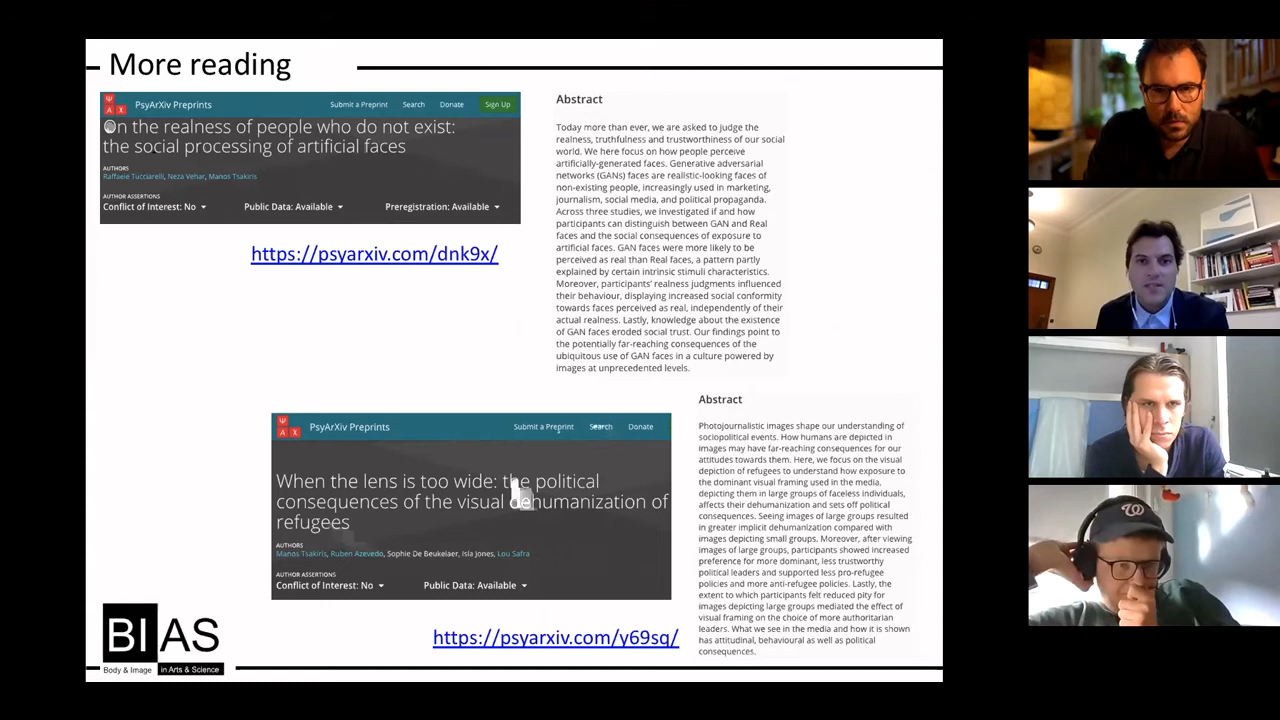 More reading
PsyArXiv Preprints
Submit a Preprint Search Donate Sign Up
On the realness of people who do not exist:
the social processing of artificial faces
AUTHORS
Raffaele Tucciarelli, Neza Vehar, Manos Tsakiris
AUTHOR ASSERTIONS
Conflict of Interest: No Public Data: Available Preregistration: Available
https://psyarxiv.com/dnk9x/
Abstract
Today more than ever, we are asked to judge the
realness, truthfulness and trustworthiness of our social
world. We here focus on how people perceive
artificially-generated faces. Generative adversarial
networks (GANs) faces are realistic-looking faces of
non-existing people, increasingly used in marketing,
journalism, social media, and political propaganda.
Across three studies, we investigated if and how
participants can distinguish between GAN and Real
faces and the social consequences of exposure to
artificial faces. GAN faces were more likely to be
perceived as real than Real faces, a pattern partly
explained by certain intrinsic stimuli characteristics.
Moreover, participants' realness judgments influenced
their behaviour, displaying increased social conformity
towards faces perceived as real, independently of their
actual realness. Lastly, knowledge about the existence
of GAN faces eroded social trust. Our findings point to
the potentially far-reaching consequences of the
ubiquitous use of GAN faces in a culture powered by
images at unprecedented levels.
PsyArXiv Preprints
Submit a Preprint Search Donate
When the lens is too wide: the political
consequences of the visual dehumanization of
refugees
AUTHORS
Manos Tsakiris, Ruben Azevedo, Sophie De Beukelaer, Isla Jones, Lou Safra
AUTHOR ASSERTIONS
Conflict of Interest: No Public Data: Available
https://psyarxiv.com/y69sq/
Abstract
Photojournalistic images shape our understanding of
sociopolitical events. How humans are depicted in
images may have far-reaching consequences for our
attitudes towards them. Here, we focus on the visual
depiction of refugees to understand how exposure to
the dominant visual framing used in the media,
depicting them in large groups of faceless individuals,
affects their dehumanization and sets off political
consequences. Seeing images of large groups resulted
in greater implicit dehumanization compared with
images depicting small groups. Moreover, after viewing
images of large groups, participants showed increased
preference for more dominant, less trustworthy
political leaders and supported less pro-refugee
policies and more anti-refugee policies. Lastly, the
extent to which participants felt reduced pity for
images depicting large groups mediated the effect of
visual framing on the choice of more authoritarian
leaders. What we see in the media and how it is shown
has attitudinal, behavioural as well as political
consequences.
BIAS
Body & Image in Arts & Science
W